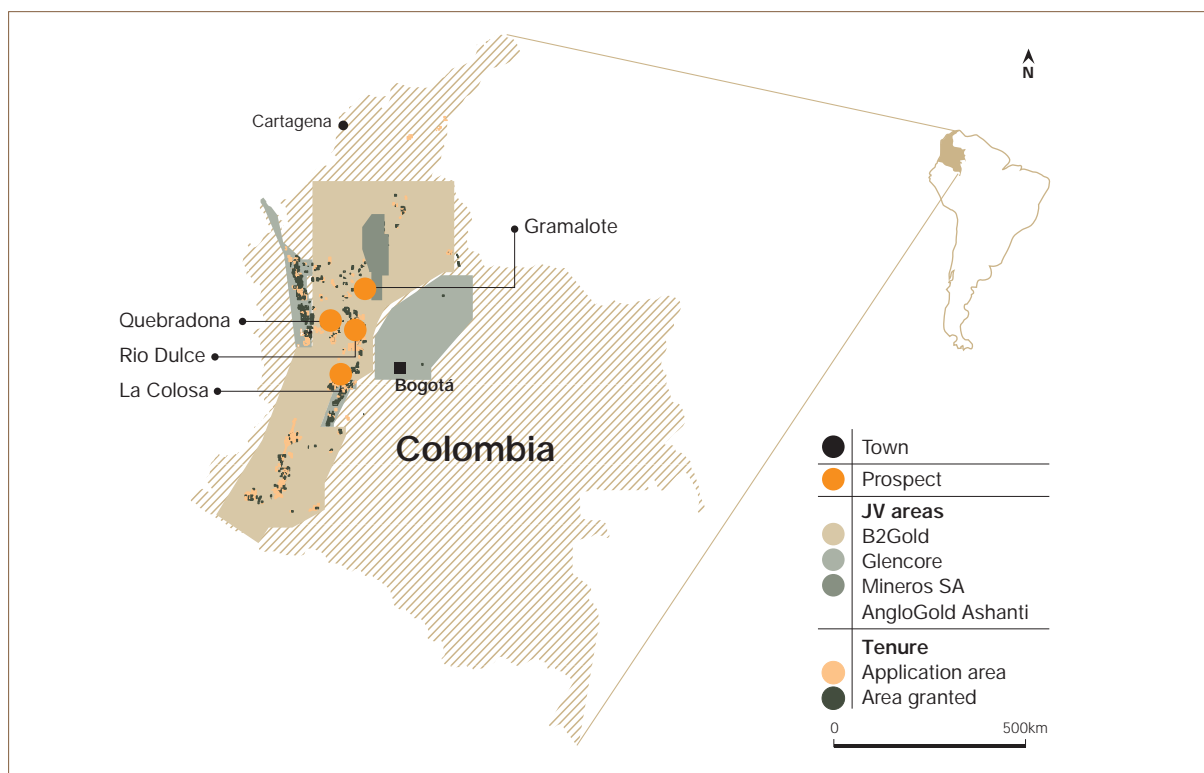 N
Cartagena
Gramalote
Quebradona
Rio Dulce
La Colosa
Bogotá
Colombia
Town
Prospect
JV areas
B2Gold
Glencore
Mineros SA
AngloGold Ashanti
Tenure
Application area
Area granted
0 500km